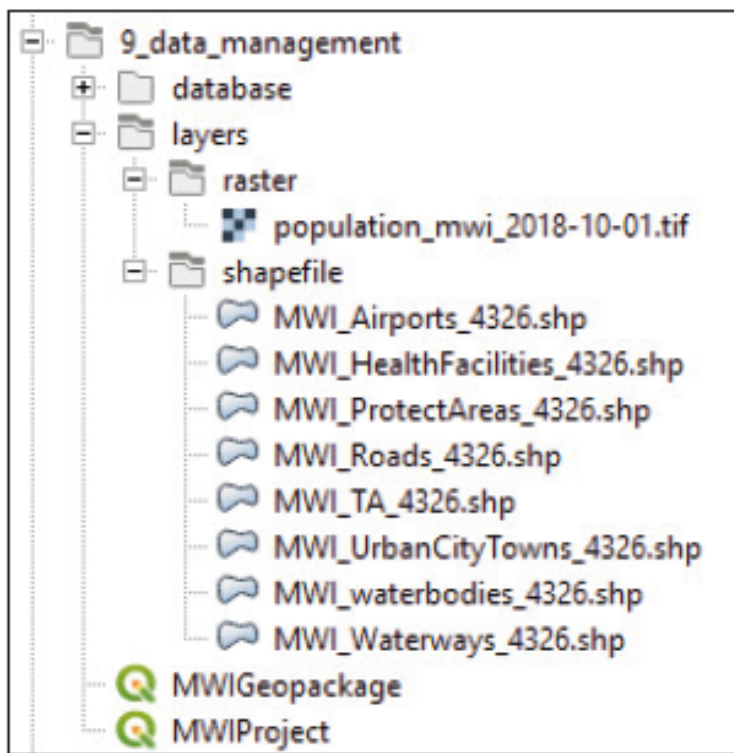 9_data_management
database
layers
raster
population_mwi_2018-10-01.tif
shapefile
MWI_Airports_4326.shp
MWI_HealthFacilities_4326.shp
MWI_ProtectAreas_4326.shp
MWI_Roads_4326.shp
MWI_TA_4326.shp
MWI_UrbanCityTowns_4326.shp
MWI_waterbodies_4326.shp
MWI_Waterways_4326.shp
MWIGeopackage
MWIProject